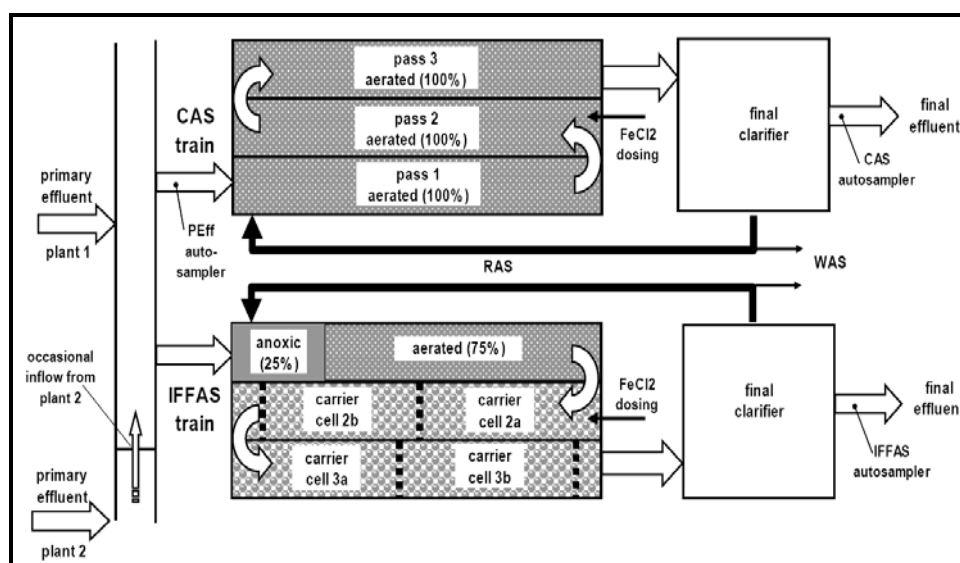 pass 3
aerated (100%)
CAS
train
pass 2
aerated (100%)
FeCl2
dosing
pass 1
aerated (100%)
final
clarifier
final
effluent
CAS
autosampler
primary
effluent
plant 1
PEff
auto-
sampler
RAS
WAS
occasional
inflow from
plant 2
IFFAS
train
anoxic
(25%)
aerated (75%)
FeCl2
dosing
carrier
cell 2b
carrier
cell 2a
carrier
cell 3a
carrier
cell 3b
final
clarifier
final
effluent
IFFAS
autosampler
primary
effluent
plant 2